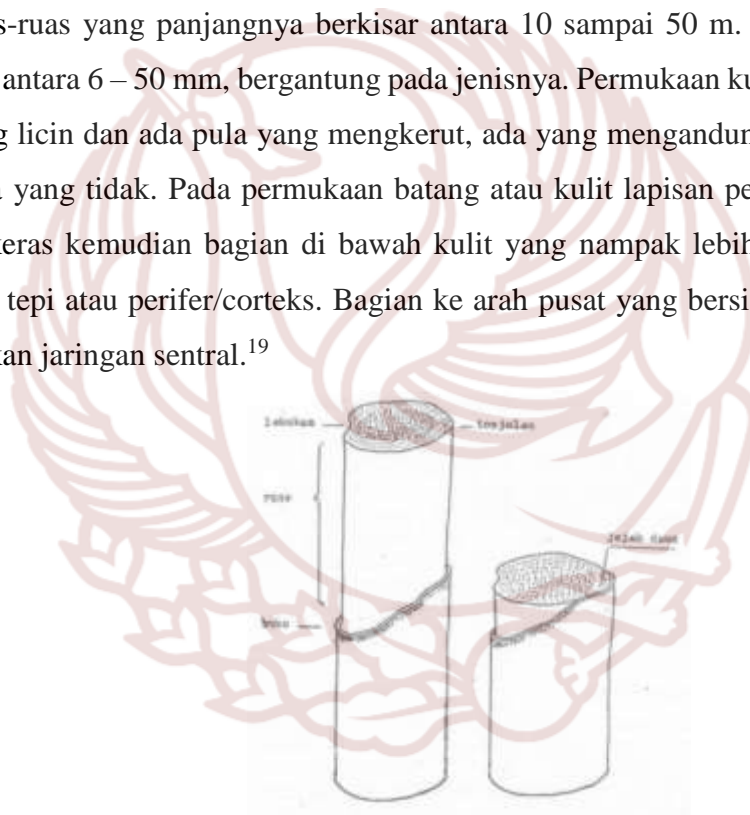 s-ruas yang panjangnya berkisar antara 10 sampai 50 m.
antara 6 – 50 mm, bergantung pada jenisnya. Permukaan ku
g licin dan ada pula yang mengkerut, ada yang mengandun
a yang tidak. Pada permukaan batang atau kulit lapisan pe
keras kemudian bagian di bawah kulit yang nampak lebih
tepi atau perifer/corteks. Bagian ke arah pusat yang bersi
kan jaringan sentral.19
tonjolan
ruas